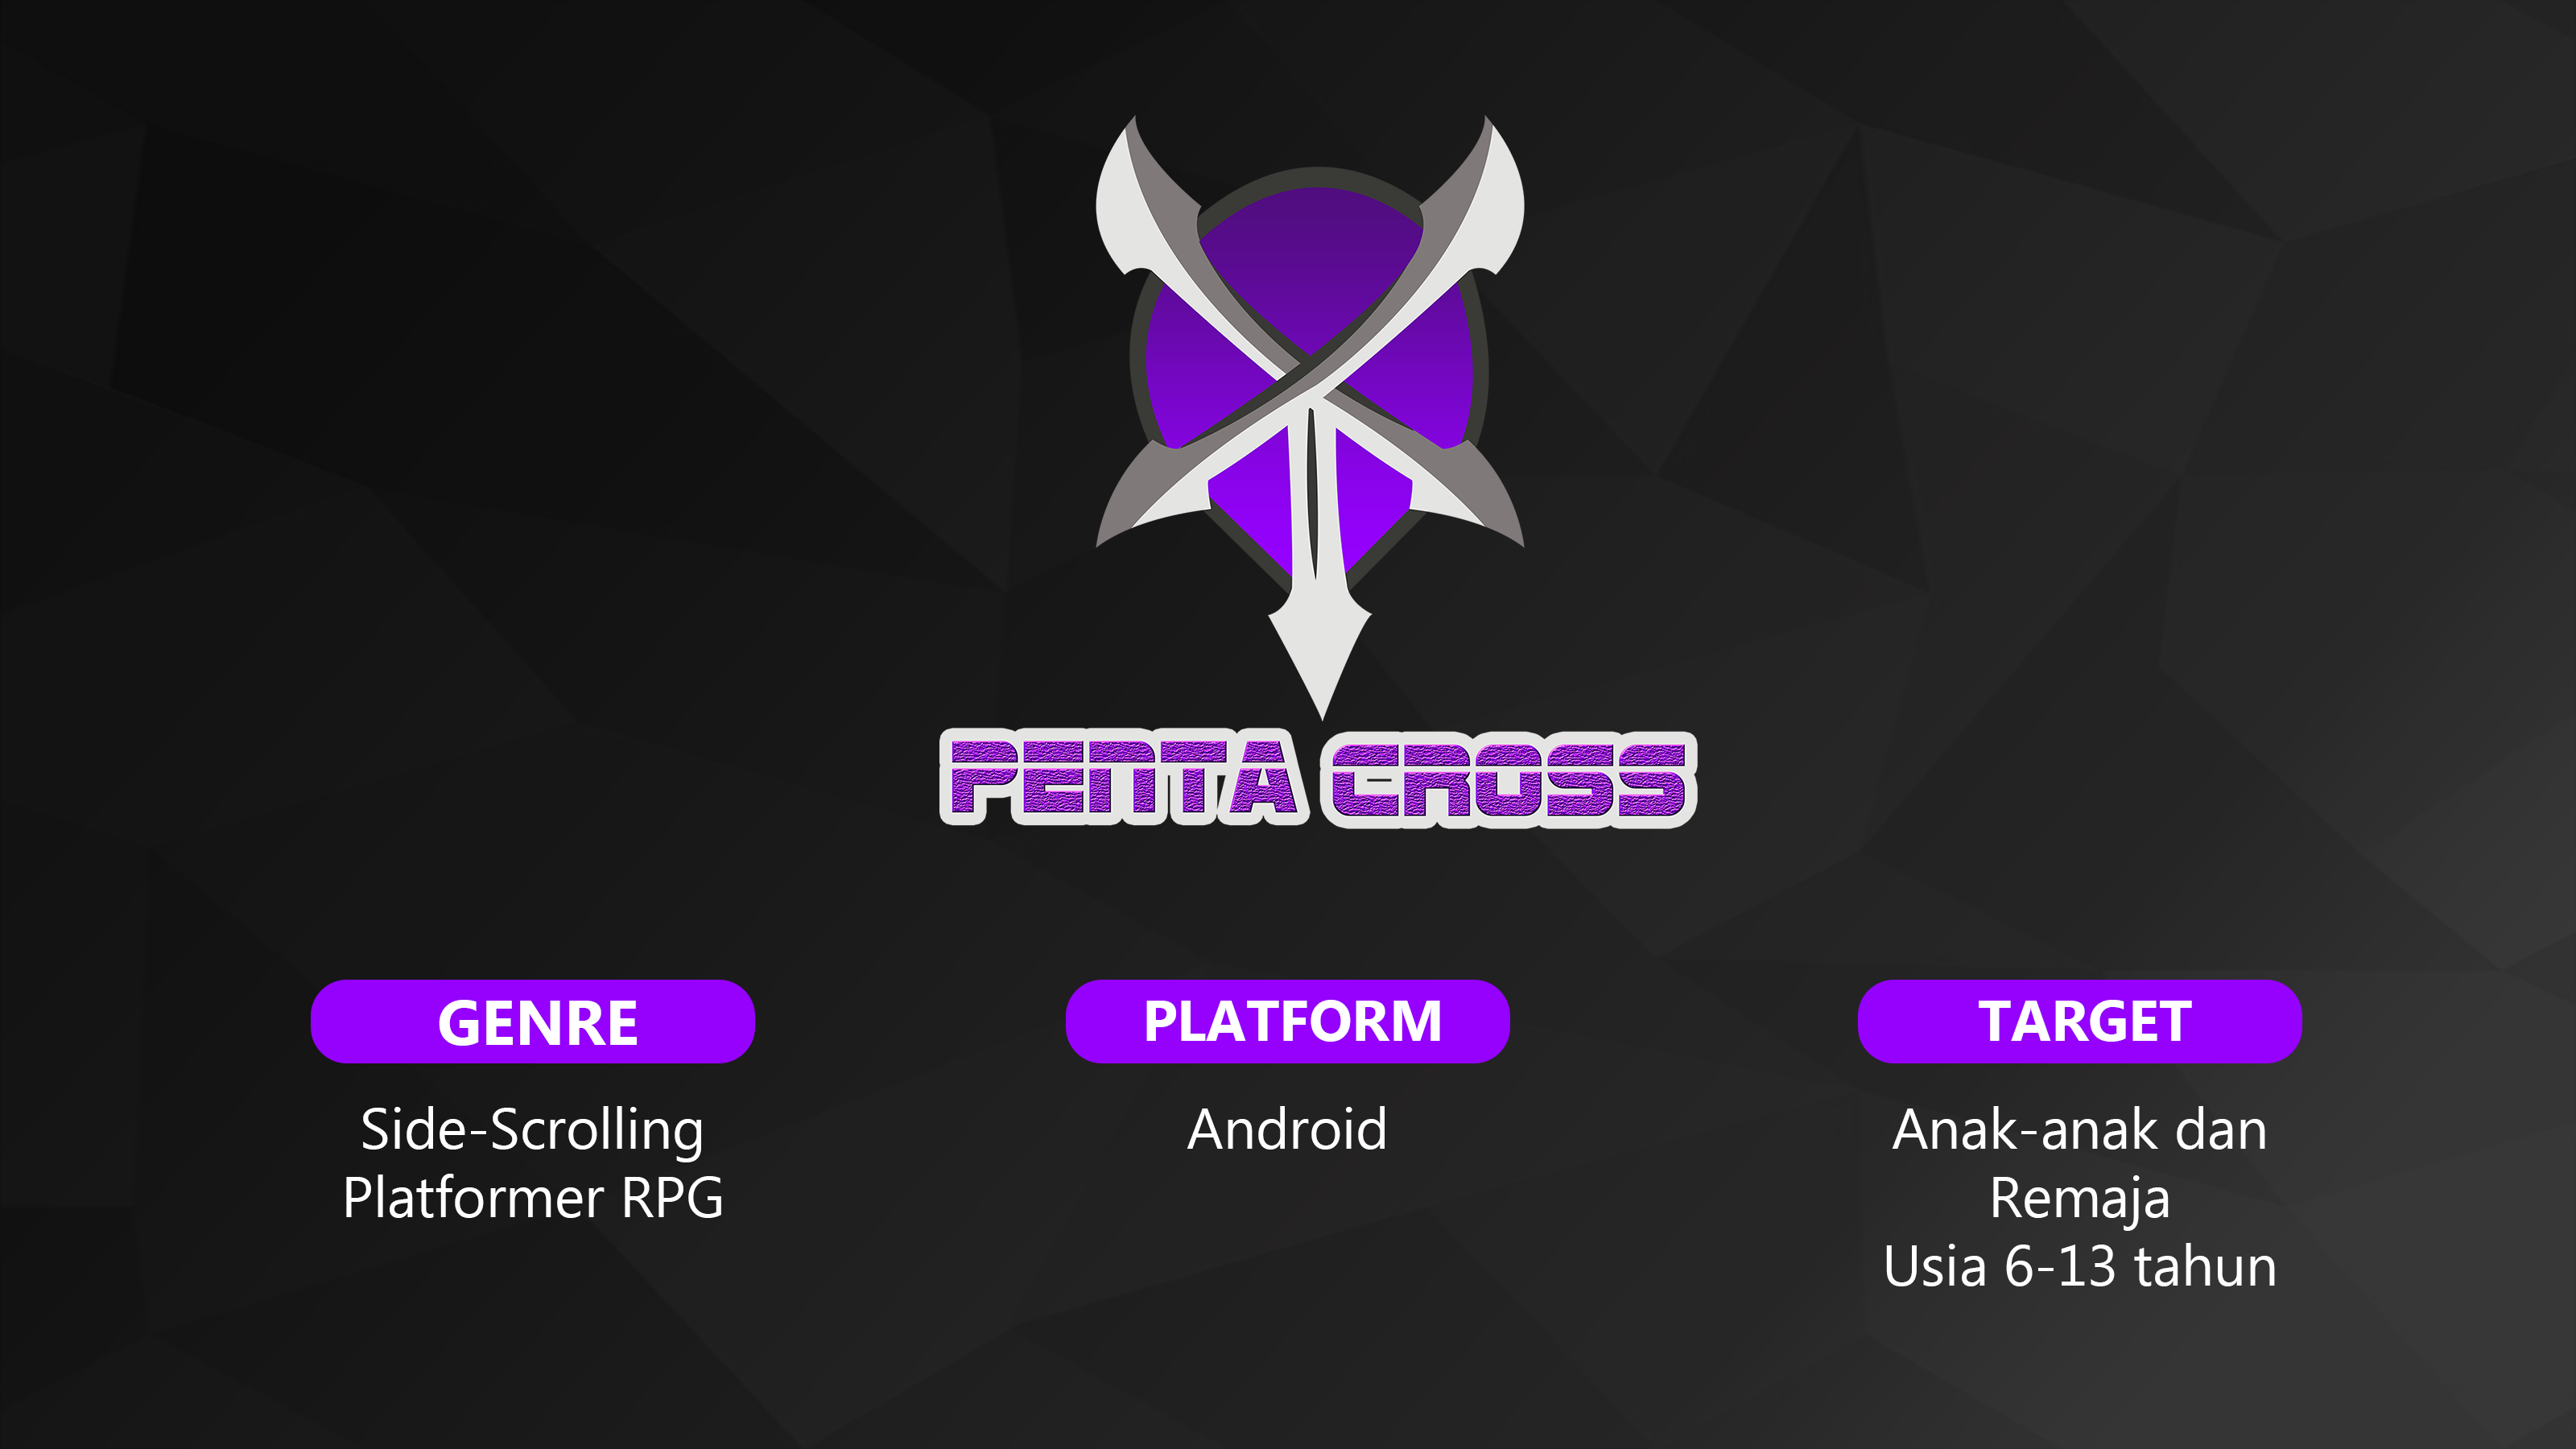 PENTA CROSS
GENRE
Side-Scrolling
Platformer RPG
PLATFORM
Android
TARGET
Anak-anak dan
Remaja
Usia 6-13 tahun